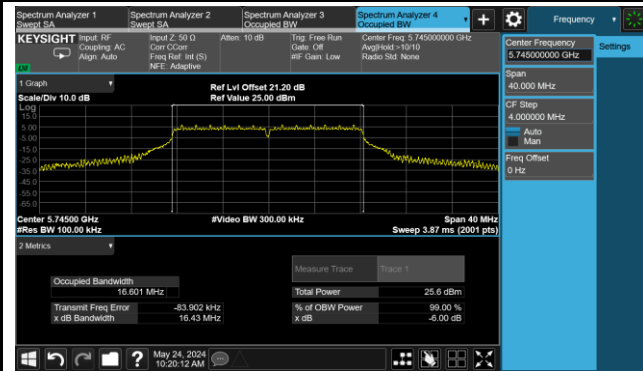 Spectrum Analyzer 1
Swept SA
Spectrum Analyzer 2
Swept SA
Spectrum Analyzer 3
Occupied BW
Spectrum Analyzer 4
Occupied BW
Frequency
KEYSIGHT
Input: RF
Coupling: AC
Align: Auto
Input Z: 50 Ω
Corr CCorr
Freq Ref: Int (S)
NFE: Adaptive
Atten: 10 dB
Trig: Free Run
Gate: Off
#IF Gain: Low
Center Freq: 5.745000000 GHz
Avg|Hold:>10/10
Radio Std: None
Center Frequency
5.745000000 GHz
Settings
Span
40.000 MHz
CF Step
4.000000 MHz
Auto
Man
Freq Offset
0 Hz
1 Graph
Scale/Div 10.0 dB
Ref Lvl Offset 21.20 dB
Ref Value 25.00 dBm
Log
15.0
5.00
-5.00
-15.0
-25.0
-35.0
-45.0
-55.0
-65.0
Center 5.74500 GHz
#Video BW 300.00 kHz
Span 40 MHz
#Res BW 100.00 kHz
Sweep 3.87 ms (2001 pts)
2 Metrics
Measure Trace
Trace 1
Occupied Bandwidth
16.601 MHz
Total Power
25.6 dBm
Transmit Freq Error
-83.902 kHz
% of OBW Power
99.00 %
x dB Bandwidth
16.43 MHz
x dB
-6.00 dB
May 24, 2024
10:20:12 AM